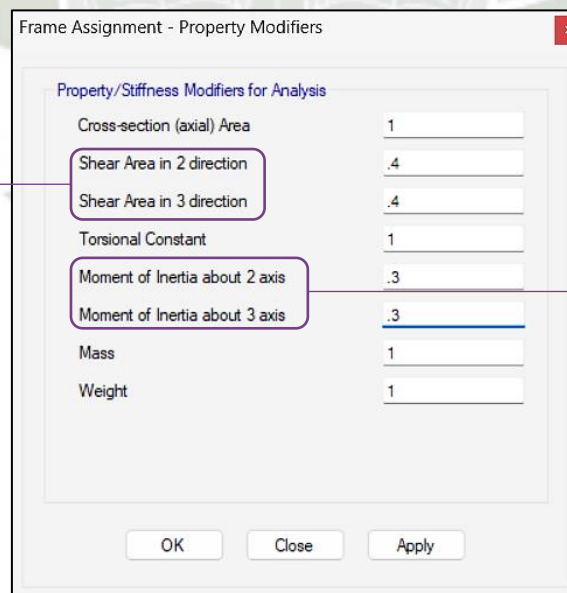 Frame Assignment - Property Modifiers
Property/Stiffness Modifiers for Analysis
Cross-section (axial) Area 1
Shear Area in 2 direction .4
Shear Area in 3 direction .4
Torsional Constant 1
Moment of Inertia about 2 axis .3
Moment of Inertia about 3 axis .3
Mass 1
Weight 1
OK Close Apply